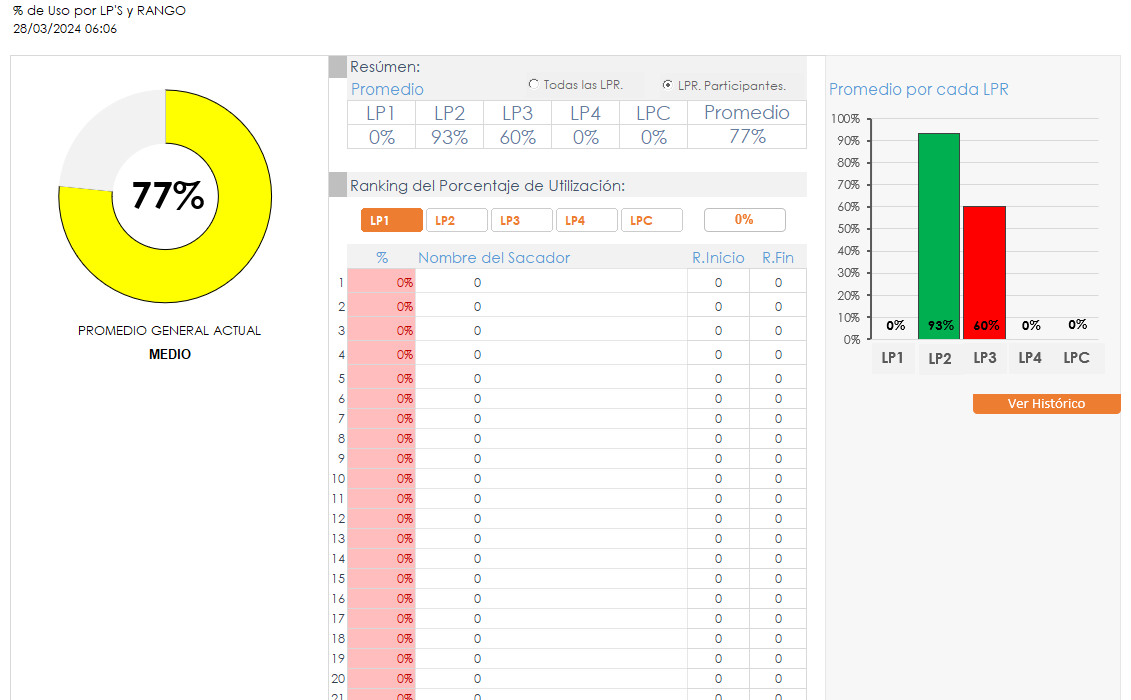 % de Uso por LP'S y RANGO
28/03/2024 06:06
77%
PROMEDIO GENERAL ACTUAL
MEDIO
Resúmen:
Promedio
Todas las LPR.
LPR. Participantes.
LP1 LP2 LP3 LP4 LPC Promedio
0% 93% 60% 0% 0% 77%
Ranking del Porcentaje de Utilización:
LP1 LP2 LP3 LP4 LPC 0%
% Nombre del Sacador R.Inicio R.Fin
1 0% 0 0 0
2 0% 0 0 0
3 0% 0 0 0
4 0% 0 0 0
5 0% 0 0 0
6 0% 0 0 0
7 0% 0 0 0
8 0% 0 0 0
9 0% 0 0 0
10 0% 0 0 0
11 0% 0 0 0
12 0% 0 0 0
13 0% 0 0 0
14 0% 0 0 0
15 0% 0 0 0
16 0% 0 0 0
17 0% 0 0 0
18 0% 0 0 0
19 0% 0 0 0
20 0% 0 0 0
21 0% 0 0 0
Promedio por cada LPR
100%
90%
80%
70%
60%
50%
40%
30%
20%
10%
0%
0% 93% 60% 0% 0%
LP1 LP2 LP3 LP4 LPC
Ver Histórico